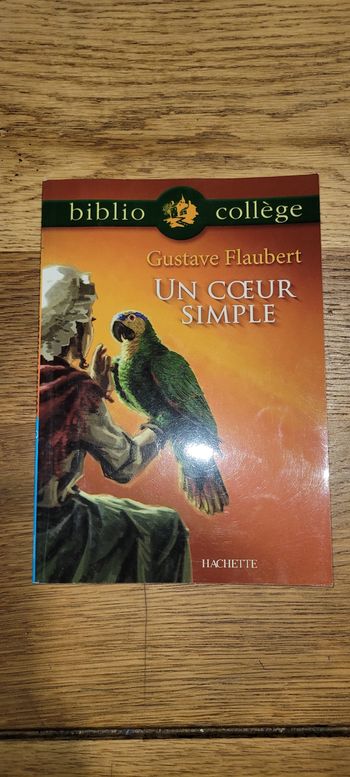 biblio collège
Gustave Flaubert
UN CŒUR
SIMPLE
HACHETTE